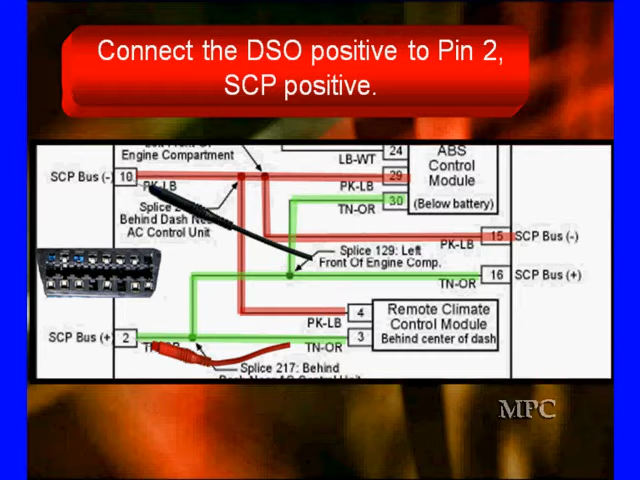 Connect the DSO positive to Pin 2,
SCP positive.
Engine Compartment
SCP Bus (-) 10
PK-LB
Splice
Behind Dash Near
AC Control Unit
LB-WT
24
PK-LB
29
TN-OR
30
ABS
Control
Module
(Below battery)
PK-LB
15 SCP Bus (-)
Splice 129: Left
Front Of Engine Comp.
TN-OR
16 SCP Bus (+)
PK-LB
4
TN-OR
3
Remote Climate
Control Module
Behind center of dash
SCP Bus (+ 2
Splice 217: Behind
MPC